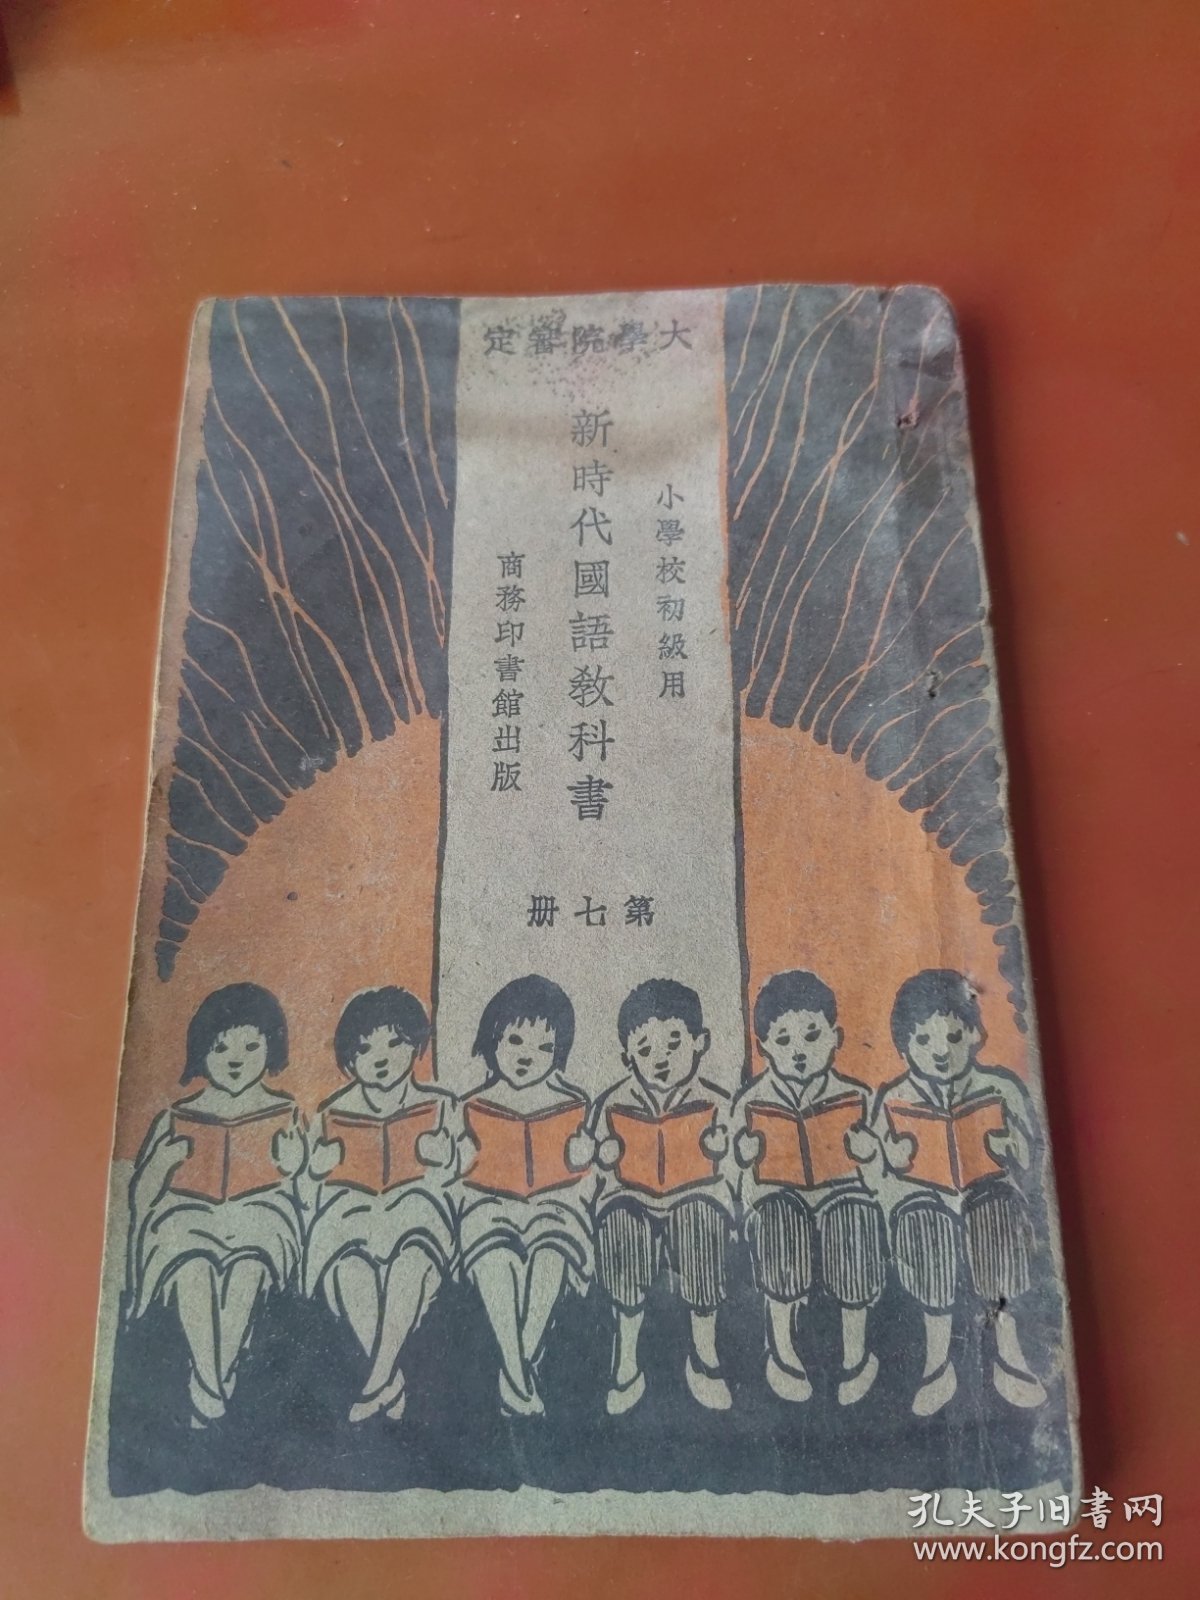 大學院審定
小學校初級用
新時代國語教科書
商務印書館出版
第七册
孔夫子旧书网
www.kongfz.com